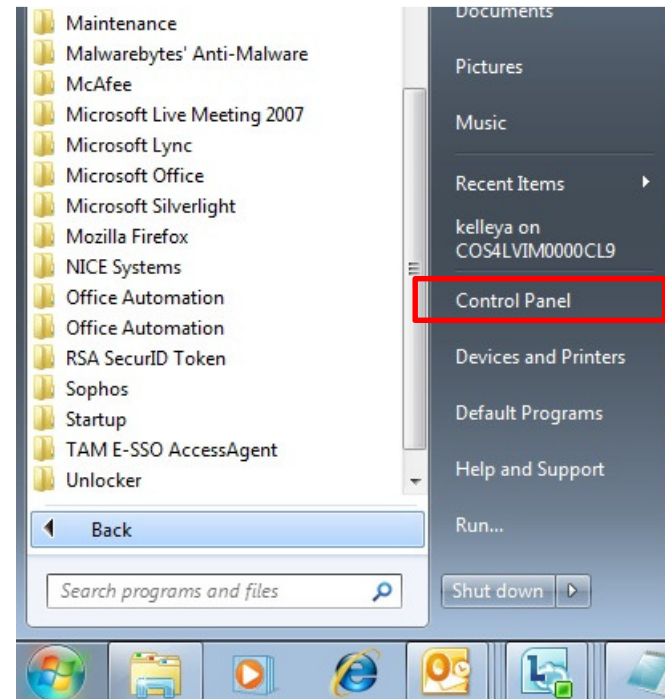 Maintenance
Malwarebytes' Anti-Malware
McAfee
Microsoft Live Meeting 2007
Microsoft Lync
Microsoft Office
Microsoft Silverlight
Mozilla Firefox
NICE Systems
Office Automation
Office Automation
RSA SecurID Token
Sophos
Startup
TAM E-SSO AccessAgent
Unlocker
Back
Search programs and files
Documents
Pictures
Music
Recent Items
kelleya on
COS4LVIM0000CL9
Control Panel
Devices and Printers
Default Programs
Help and Support
Run...
Shut down